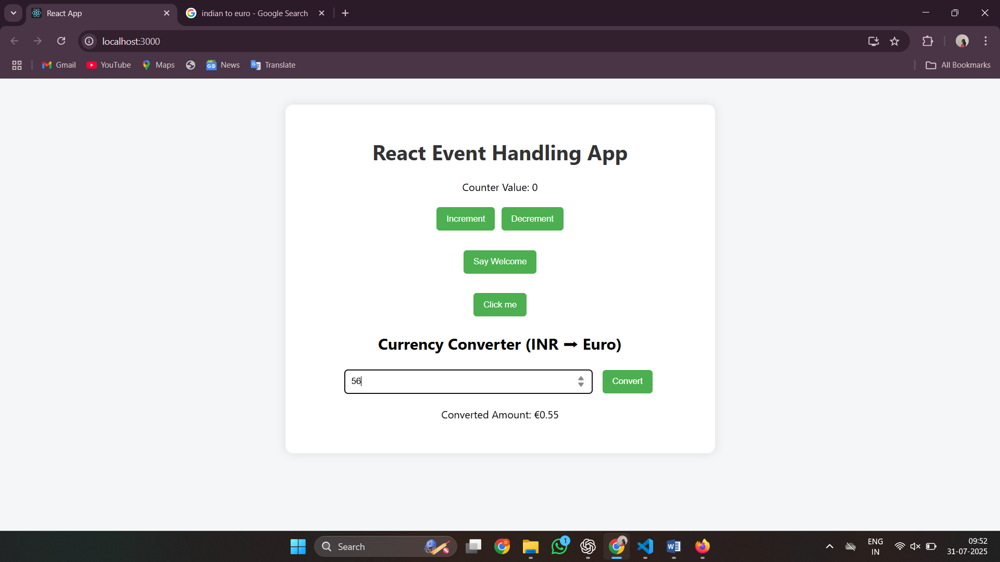 React App
indian to euro - Google Search
localhost:3000
Gmail
YouTube
Maps
News
Translate
All Bookmarks
React Event Handling App
Counter Value: 0
Increment Decrement
Say Welcome
Click me
Currency Converter (INR ➞ Euro)
56 Convert
Converted Amount: €0.55
Search
1
ENG
IN
09:52
31-07-2025